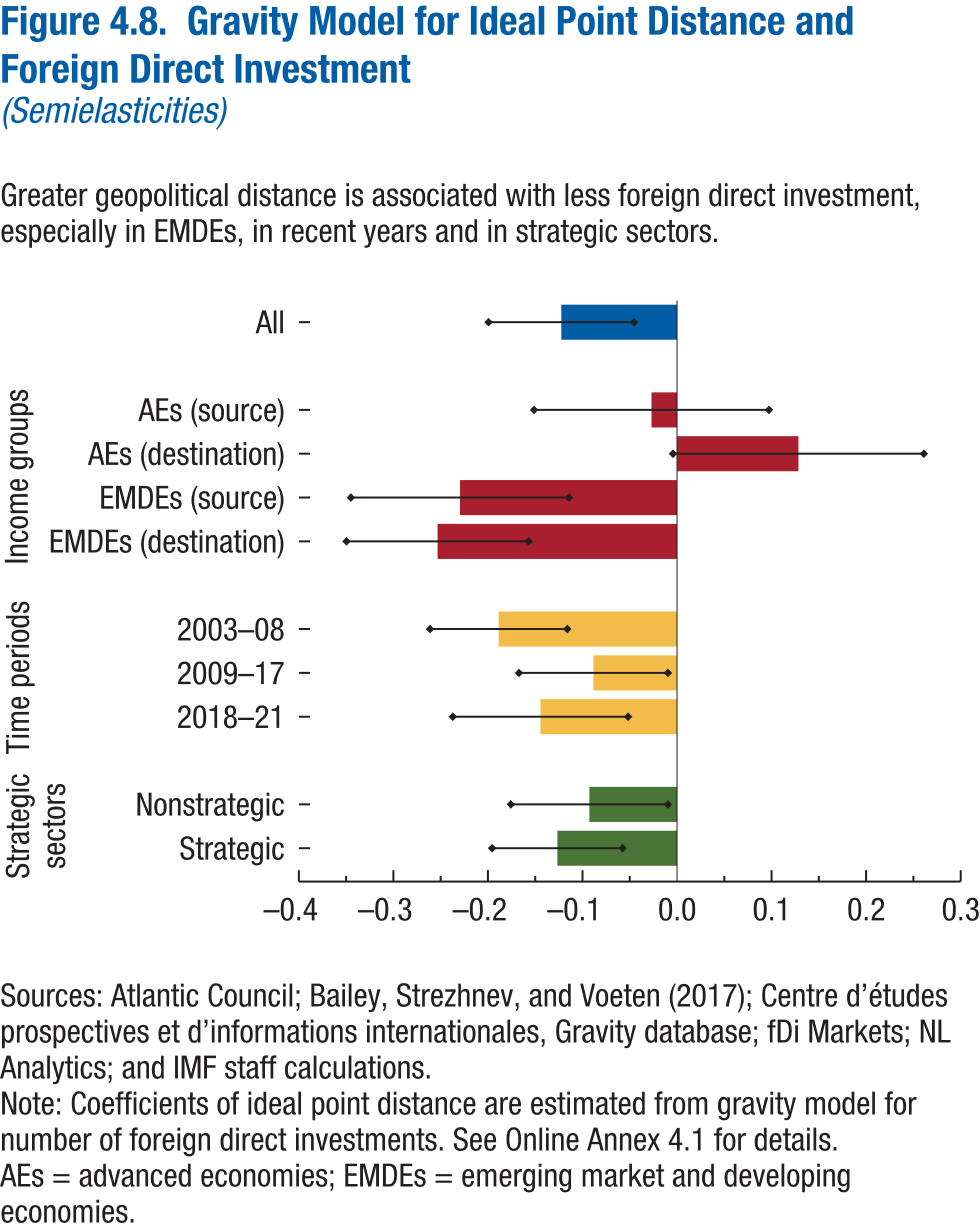 Figure 4.8. Gravity Model for Ideal Point Distance and
Foreign Direct Investment
(Semielasticities)
Greater geopolitical distance is associated with less foreign direct investment,
especially in EMDEs, in recent years and in strategic sectors.
All
Income groups
AEs (source)
AEs (destination)
EMDEs (source)
EMDEs (destination)
Time periods
2003–08
2009–17
2018–21
Strategic
sectors
Nonstrategic
Strategic
–0.4 –0.3 –0.2 –0.1 0.0 0.1 0.2 0.3
Sources: Atlantic Council; Bailey, Strezhnev, and Voeten (2017); Centre d’études
prospectives et d’informations internationales, Gravity database; fDi Markets; NL
Analytics; and IMF staff calculations.
Note: Coefficients of ideal point distance are estimated from gravity model for
number of foreign direct investments. See Online Annex 4.1 for details.
AEs = advanced economies; EMDEs = emerging market and developing
economies.